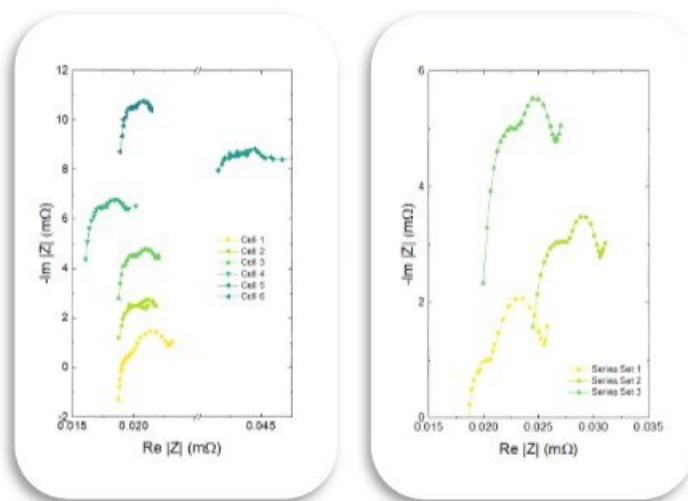 12
10
8
6
4
2
0
-2
0.015
0.020
0.045
-Im |Z| (mΩ)
Re |Z| (mΩ)
Cell 1
Cell 2
Cell 3
Cell 4
Cell 5
Cell 6
6
4
2
0
0.015
0.020
0.025
0.030
0.035
-Im |Z| (mΩ)
Re |Z| (mΩ)
Series Set 1
Series Set 2
Series Set 3